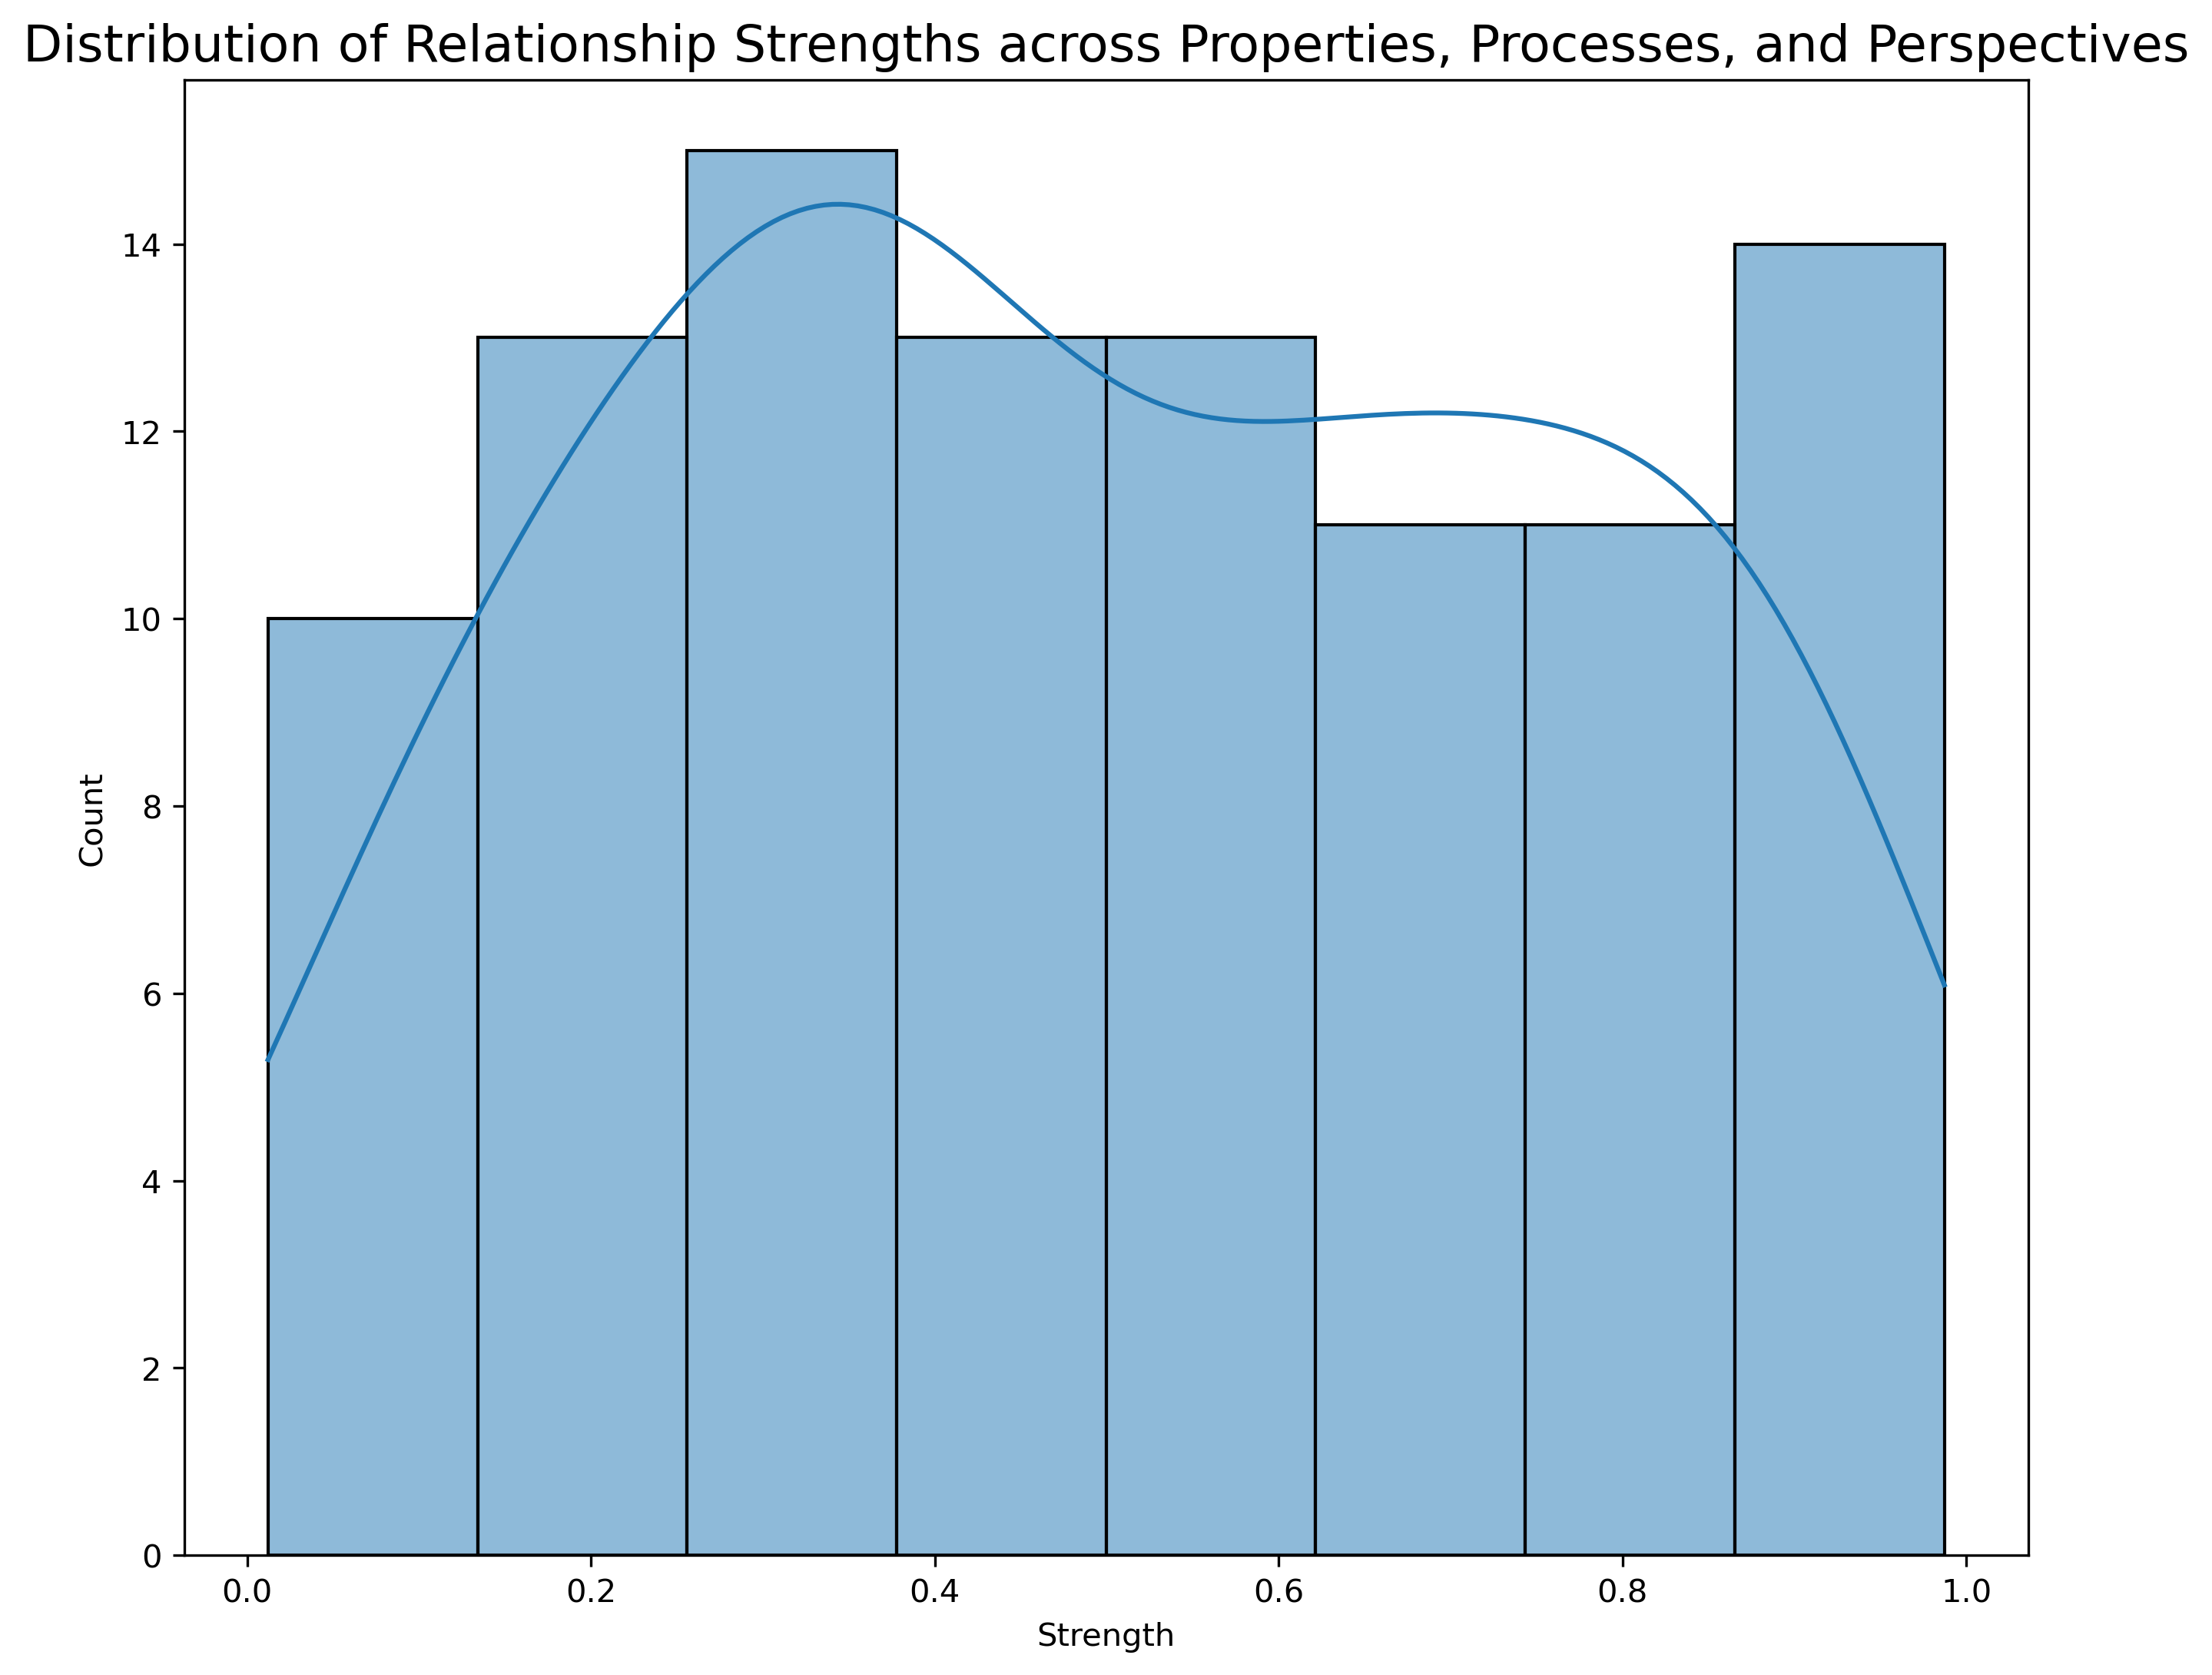 Distribution of Relationship Strengths across Properties, Processes, and Perspectives
14
12
10
8
6
4
2
0
Count
0.0 0.2 0.4 0.6 0.8 1.0
Strength